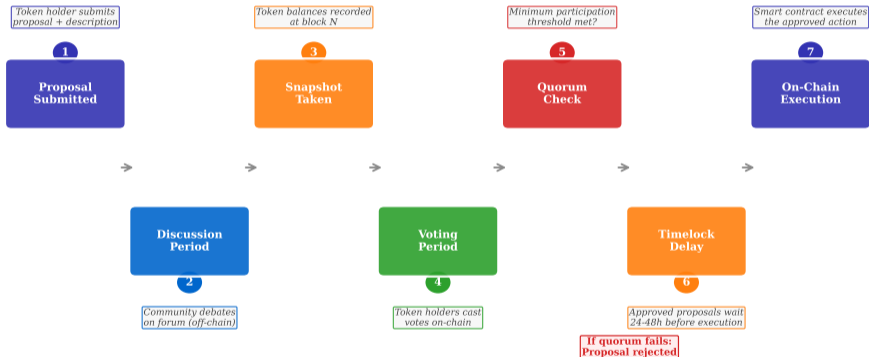 Token holder submits
proposal + description
1
Proposal
Submitted
Discussion
Period
2
Community debates
on forum (off-chain)
Token balances recorded
at block N
3
Snapshot
Taken
Voting
Period
4
Token holders cast
votes on-chain
Minimum participation
threshold met?
5
Quorum
Check
Timelock
Delay
6
Approved proposals wait
24-48h before execution
If quorum fails:
Proposal rejected
Smart contract executes
the approved action
7
On-Chain
Execution